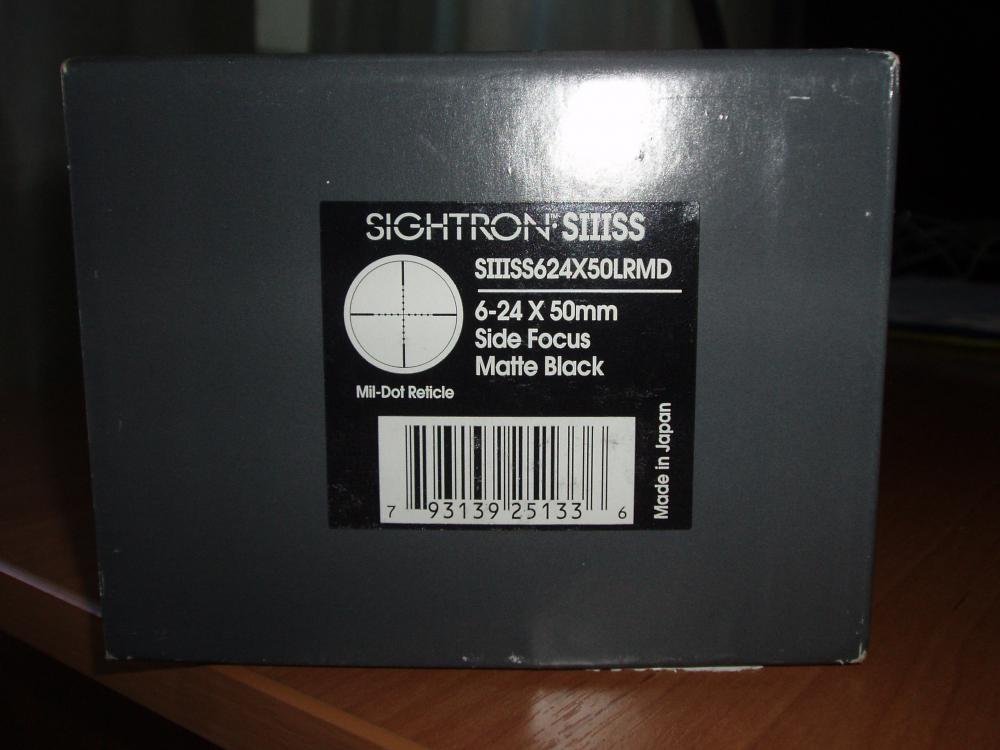 SIGHTRON SIIISS
SIIISS624X50LRMD
6-24 X 50mm
Side Focus
Matte Black
Mil-Dot Reticle
Made in Japan
7 93139 25133 6